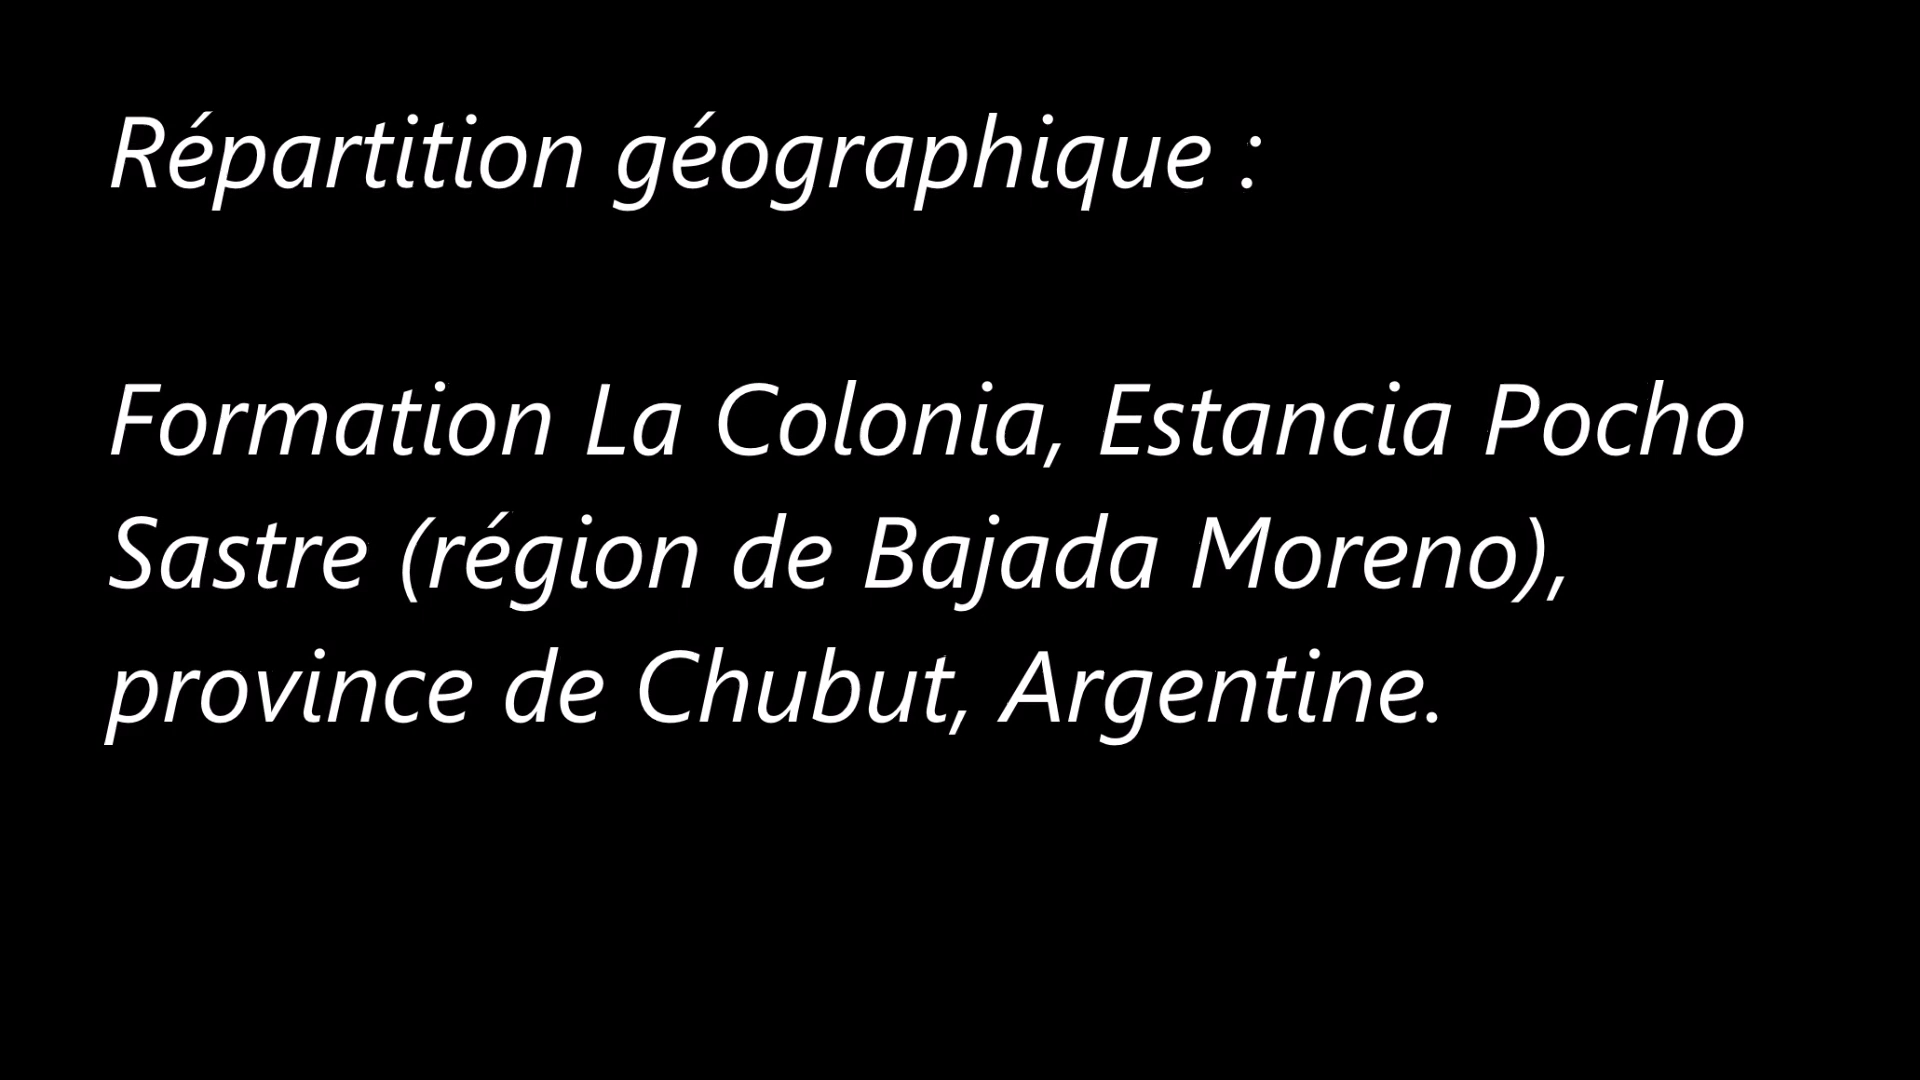 Répartition géographique :
Formation La Colonia, Estancia Pocho
Sastre (région de Bajada Moreno),
province de Chubut, Argentine.